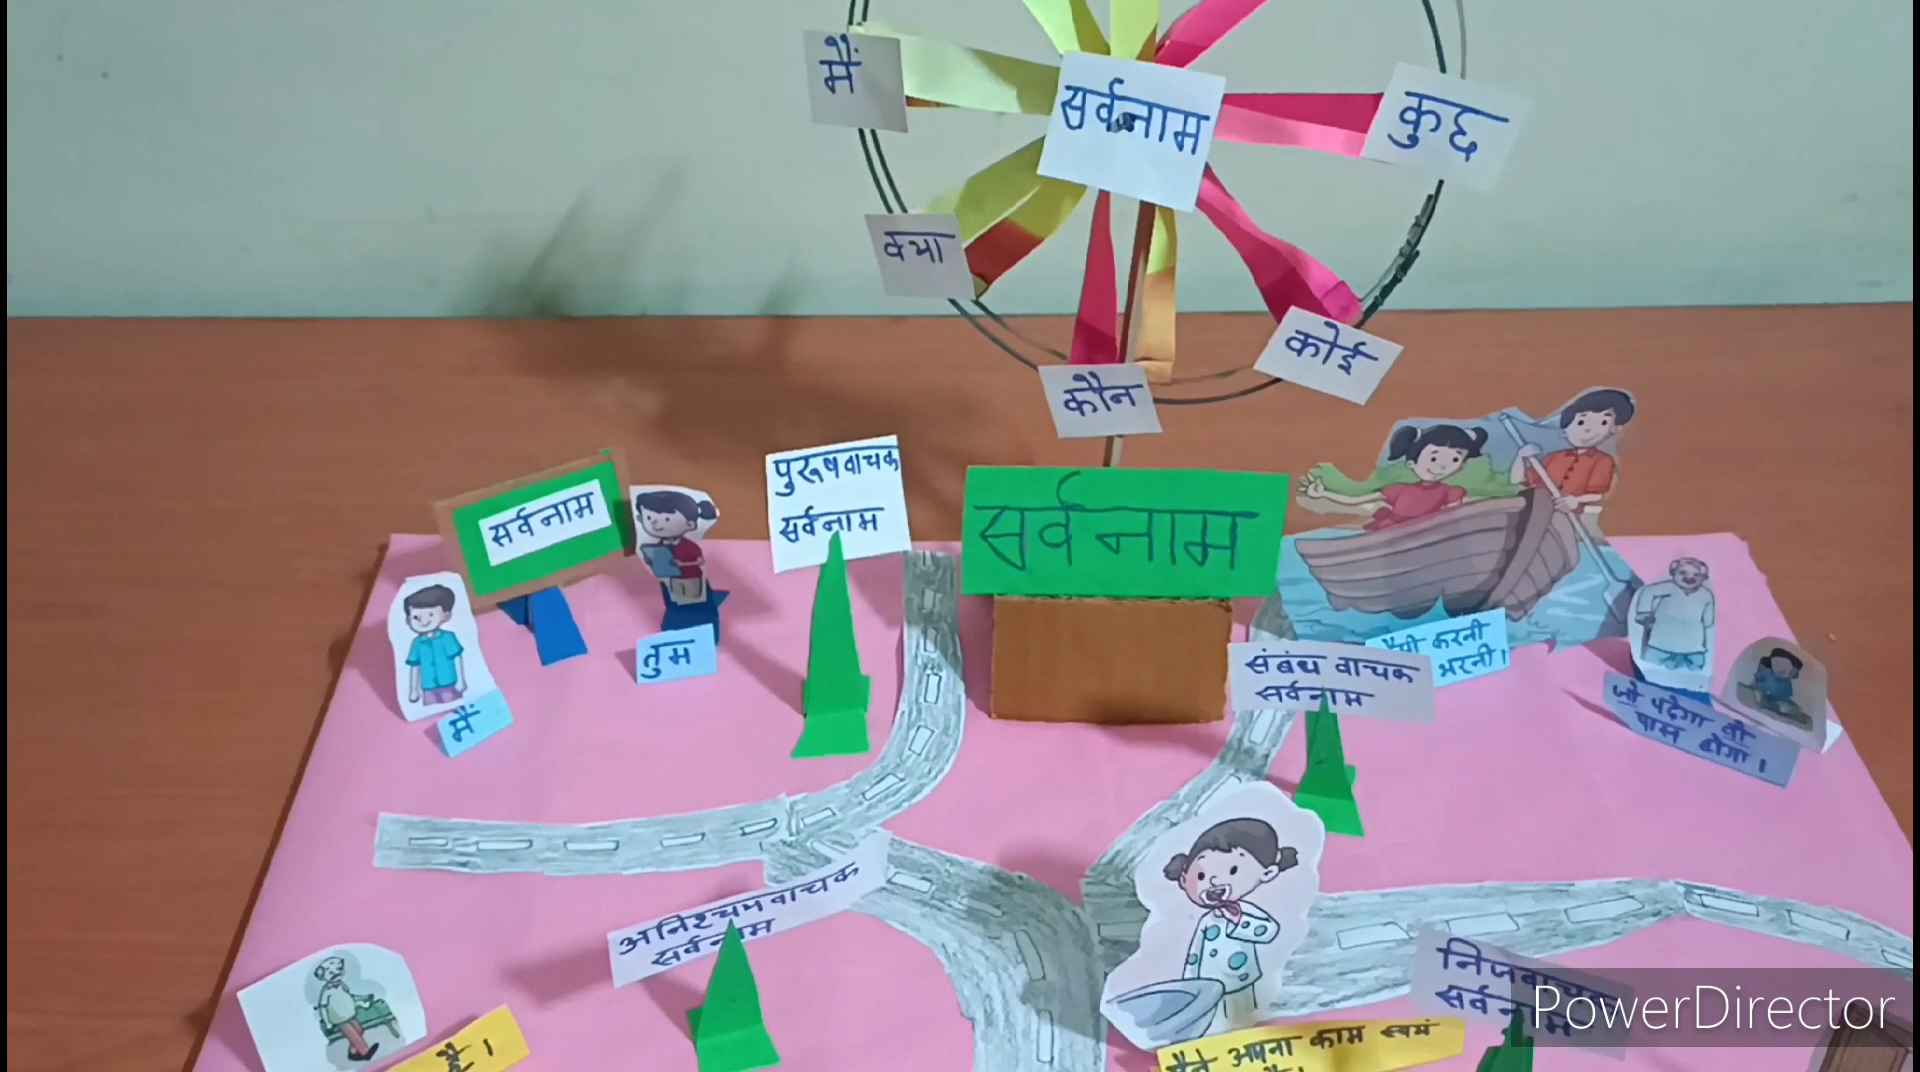 मैं
सर्वनाम
कुछ
क्या
कोई
कौन
सर्वनाम
पुरूषवाचक
सर्वनाम
सर्वनाम
तुम
मैं
करनी
भरनी।
संबंध वाचक
सर्वनाम
जो पढ़ेगा वो
पास होगा।
अनिश्चयवाचक
सर्वनाम
निजवाचक
सर्वनाम
है।
मैने अपना काम स्वयं
PowerDirector